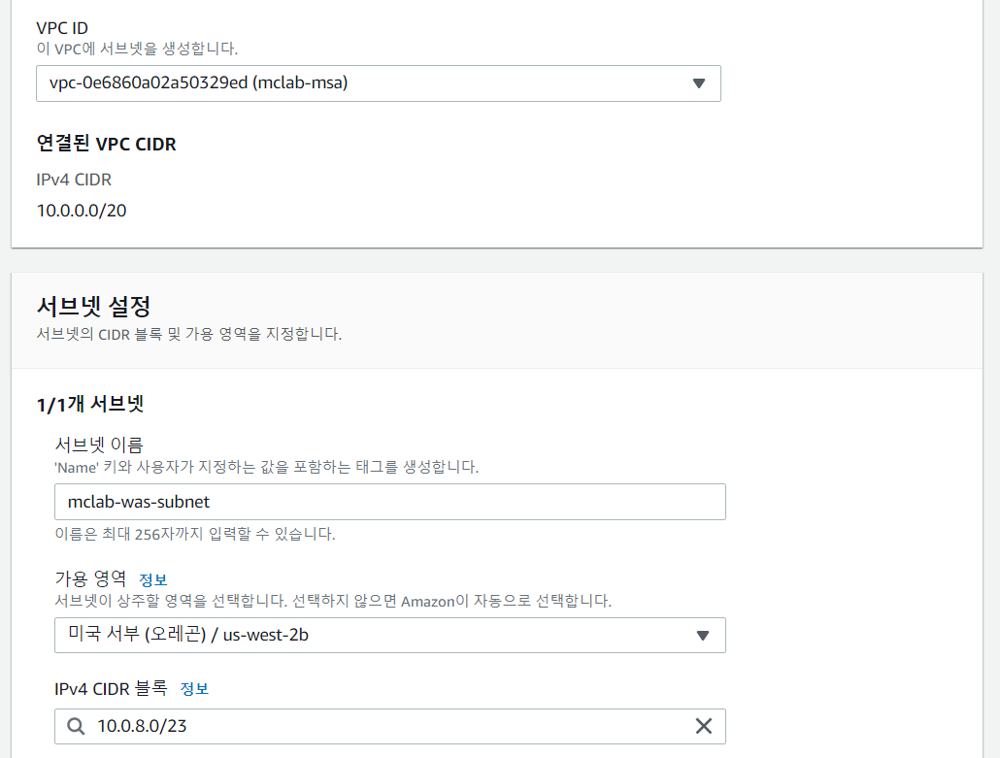 VPC ID
이 VPC에 서브넷을 생성합니다.
vpc-0e6860a02a50329ed (mclab-msa)
연결된 VPC CIDR
IPv4 CIDR
10.0.0.0/20
서브넷 설정
서브넷의 CIDR 블록 및 가용 영역을 지정합니다.
1/1개 서브넷
서브넷 이름
'Name' 키와 사용자가 지정하는 값을 포함하는 태그를 생성합니다.
mclab-was-subnet
이름은 최대 256자까지 입력할 수 있습니다.
가용 영역 정보
서브넷이 상주할 영역을 선택합니다. 선택하지 않으면 Amazon이 자동으로 선택합니다.
미국 서부 (오레곤) / us-west-2b
IPv4 CIDR 블록 정보
10.0.8.0/23